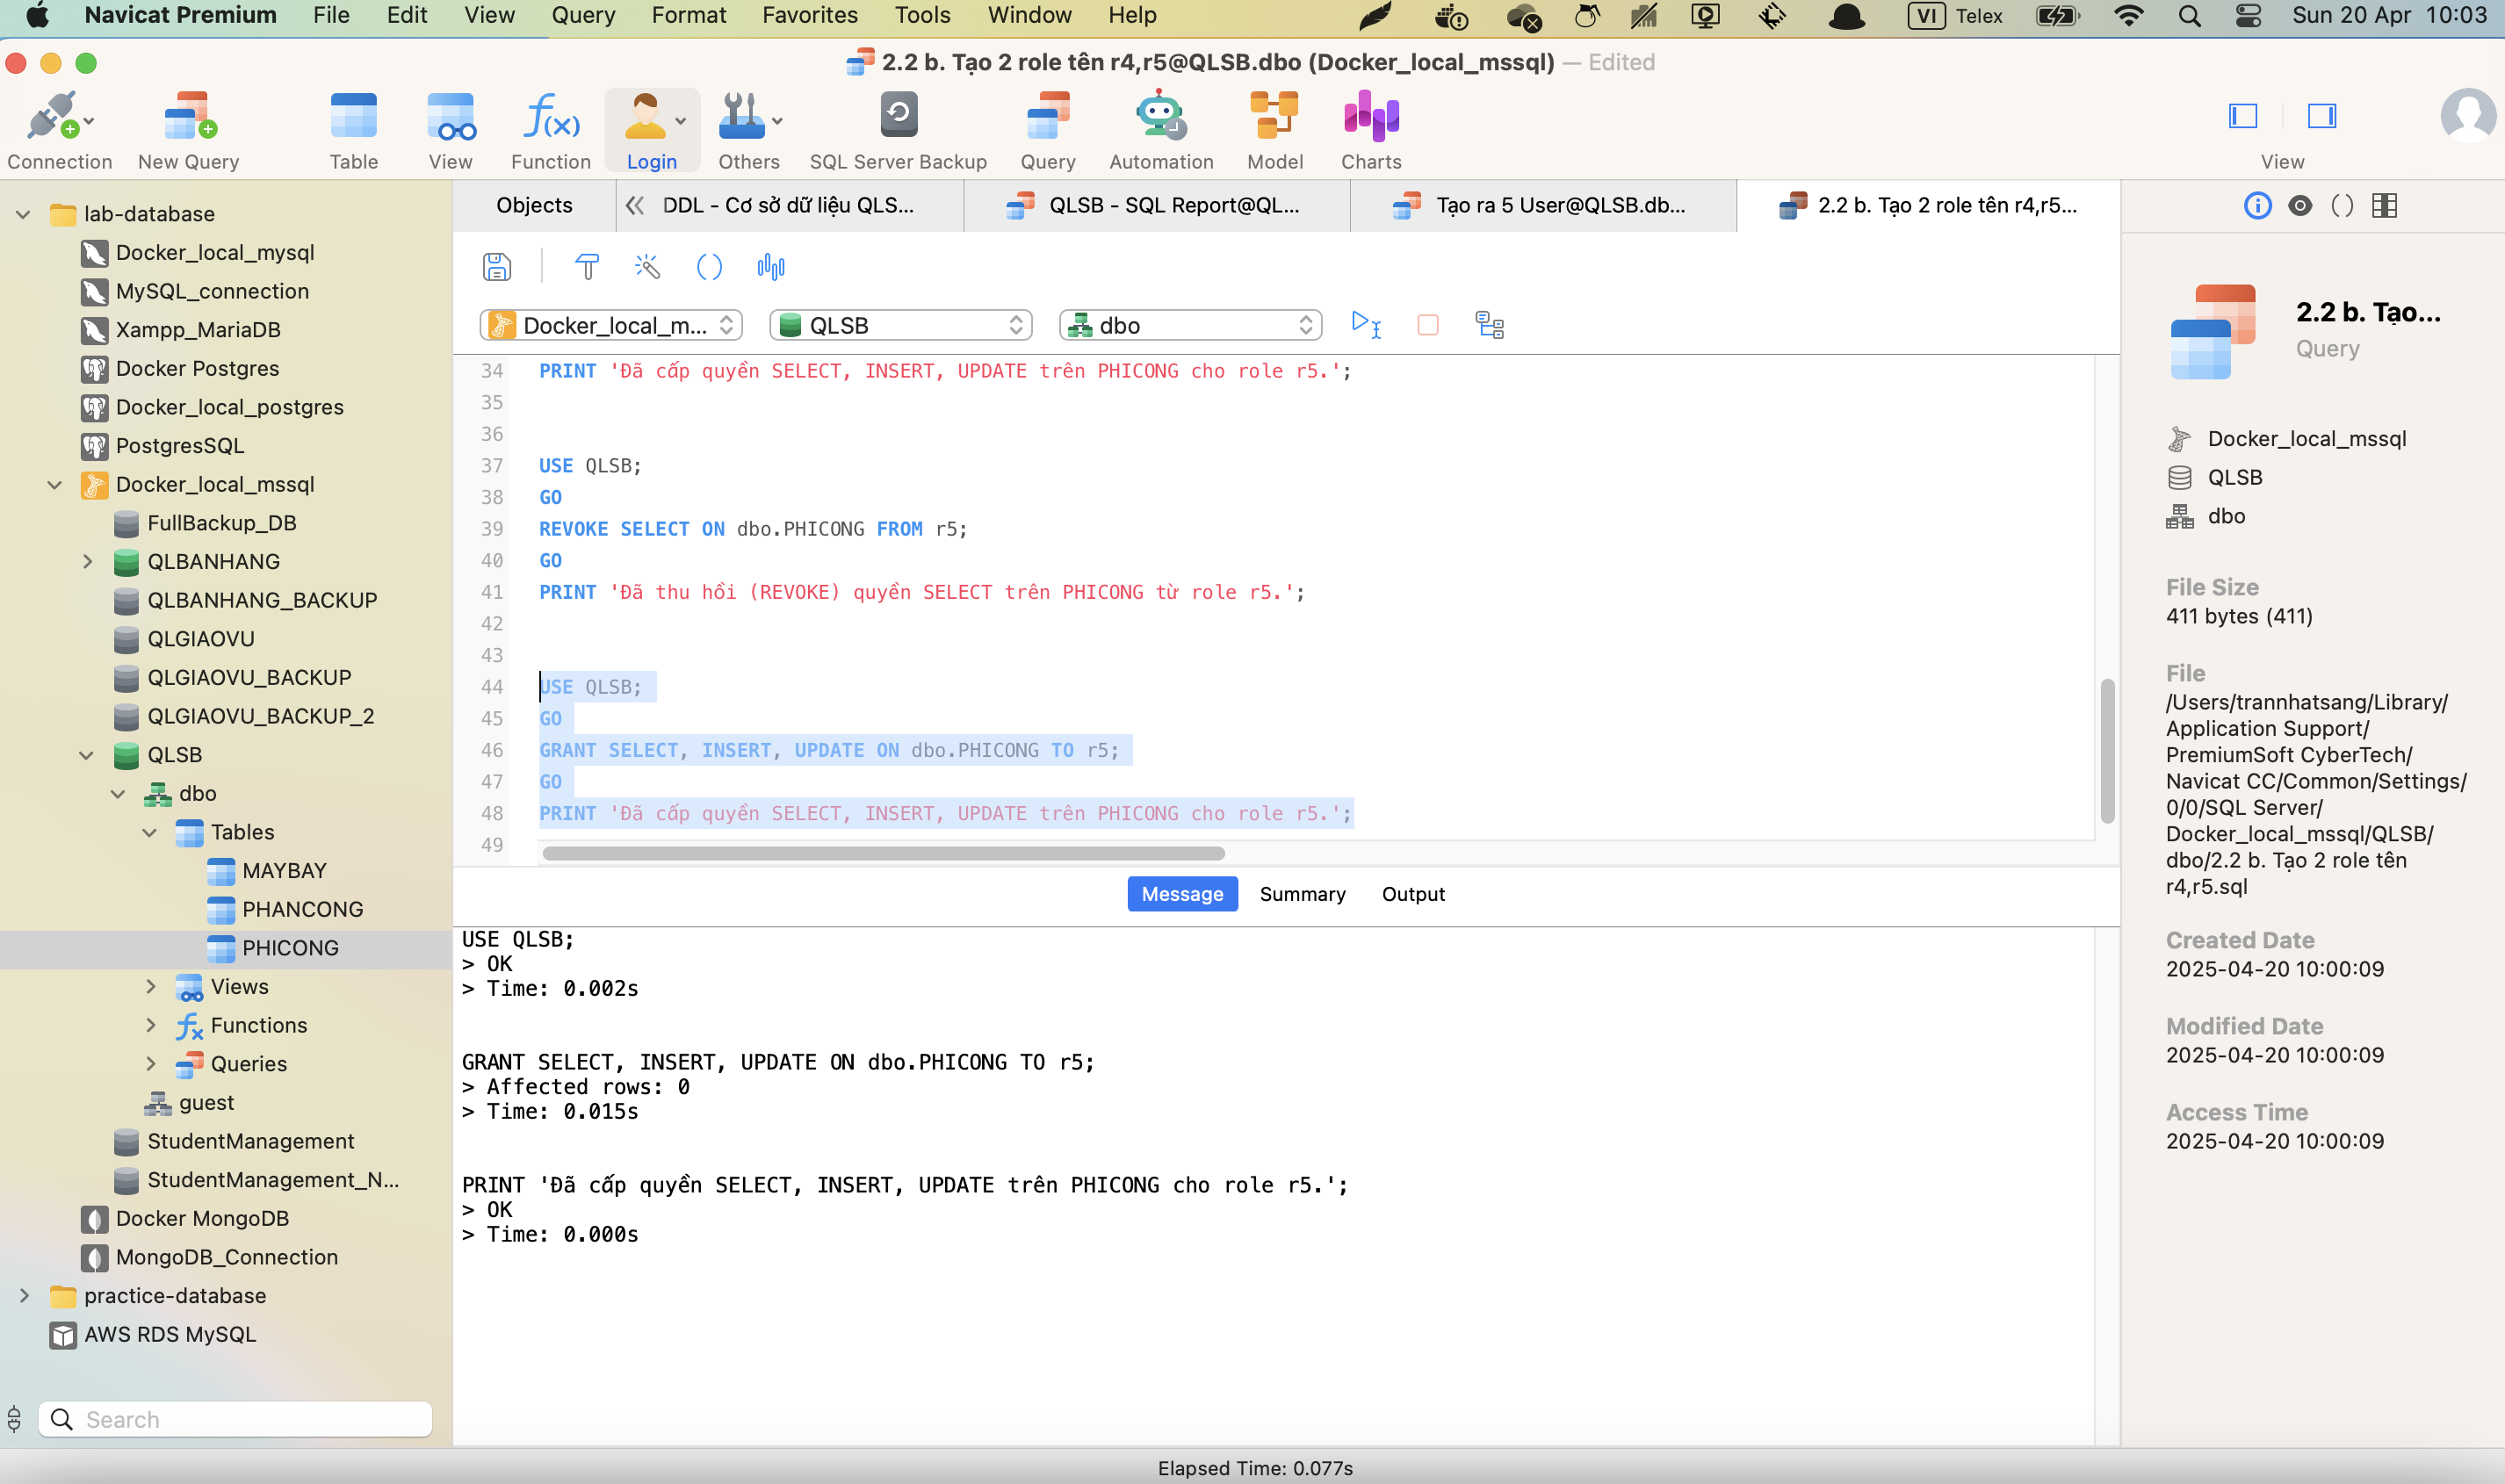 Navicat Premium File Edit View Query Format Favorites Tools Window Help VI Telex Sun 20 Apr 10:03
2.2 b. Tạo 2 role tên r4,r5@QLSB.dbo (Docker_local_mssql) — Edited
Connection New Query Table View Function Login Others SQL Server Backup Query Automation Model Charts View
lab-database
Docker_local_mysql
MySQL_connection
Xampp_MariaDB
Docker Postgres
Docker_local_postgres
PostgresSQL
Docker_local_mssql
FullBackup_DB
QLBANHANG
QLBANHANG_BACKUP
QLGIAOVU
QLGIAOVU_BACKUP
QLGIAOVU_BACKUP_2
QLSB
dbo
Tables
MAYBAY
PHANCONG
PHICONG
Views
Functions
Queries
guest
StudentManagement
StudentManagement_N...
Docker MongoDB
MongoDB_Connection
practice-database
AWS RDS MySQL
Search
Objects DDL - Cơ sở dữ liệu QLS... QLSB - SQL Report@QL... Tạo ra 5 User@QLSB.db... 2.2 b. Tạo 2 role tên r4,r5...
Docker_local_m... QLSB dbo
34 PRINT 'Đã cấp quyền SELECT, INSERT, UPDATE trên PHICONG cho role r5.';
35
36
37 USE QLSB;
38 GO
39 REVOKE SELECT ON dbo.PHICONG FROM r5;
40 GO
41 PRINT 'Đã thu hồi (REVOKE) quyền SELECT trên PHICONG từ role r5.';
42
43
44 USE QLSB;
45 GO
46 GRANT SELECT, INSERT, UPDATE ON dbo.PHICONG TO r5;
47 GO
48 PRINT 'Đã cấp quyền SELECT, INSERT, UPDATE trên PHICONG cho role r5.';
49
Message Summary Output
USE QLSB;
> OK
> Time: 0.002s
GRANT SELECT, INSERT, UPDATE ON dbo.PHICONG TO r5;
> Affected rows: 0
> Time: 0.015s
PRINT 'Đã cấp quyền SELECT, INSERT, UPDATE trên PHICONG cho role r5.';
> OK
> Time: 0.000s
2.2 b. Tạo...
Query
Docker_local_mssql
QLSB
dbo
File Size
411 bytes (411)
File
/Users/trannhatsang/Library/
Application Support/
PremiumSoft CyberTech/
Navicat CC/Common/Settings/
0/0/SQL Server/
Docker_local_mssql/QLSB/
dbo/2.2 b. Tạo 2 role tên
r4,r5.sql
Created Date
2025-04-20 10:00:09
Modified Date
2025-04-20 10:00:09
Access Time
2025-04-20 10:00:09
Elapsed Time: 0.077s